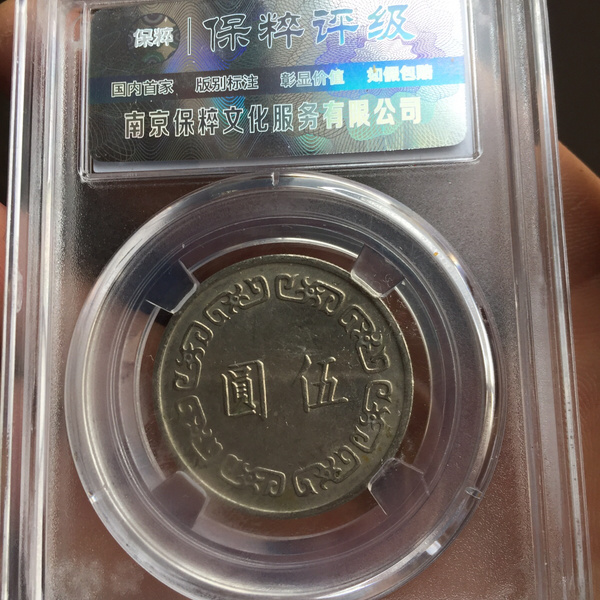 保粹 保粹评级
国内首家 版别标注 彰显价值 如假包赔
南京保粹文化服务有限公司
圓 伍